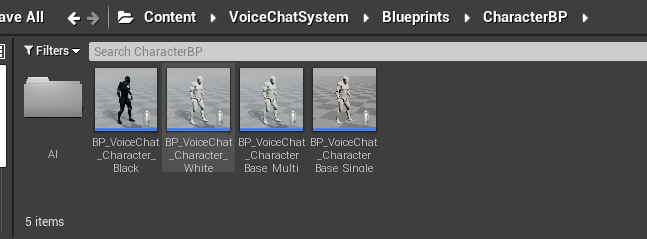 ave All
Content
VoiceChatSystem
Blueprints
CharacterBP
Filters
Search CharacterBP
AI
BP_VoiceChat
_Character_
Black
BP_VoiceChat
_Character_
White
BP_VoiceChat
_Character
Base_Multi
BP_VoiceChat
_Character
Base_Single
5 items